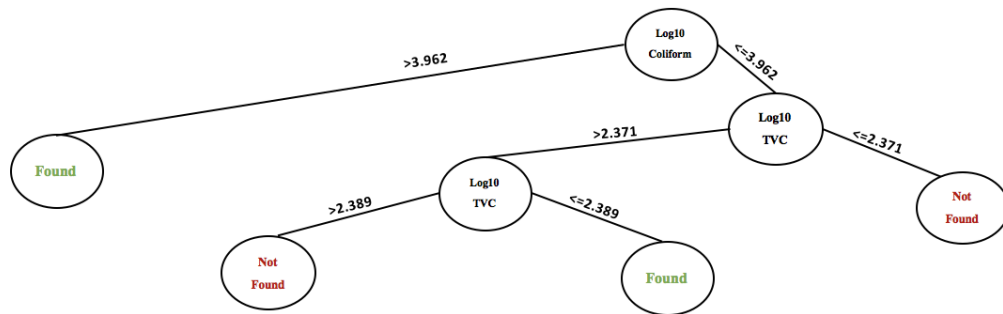 Log10
Coliform
>3.962
<=3.962
Log10
TVC
>2.371
<=2.371
Found
Log10
TVC
Not
Found
>2.389
<=2.389
Not
Found
Found